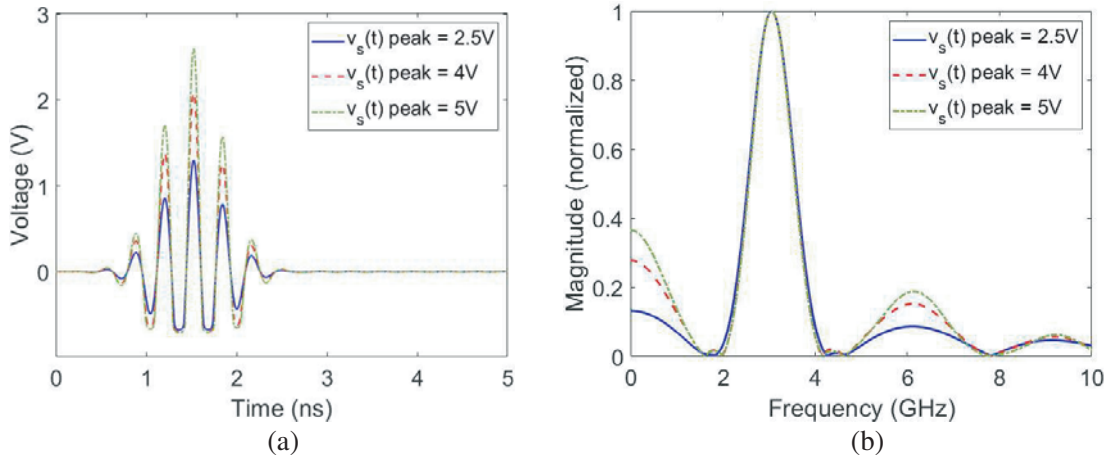 3
2
1
0
Voltage (V)
v_s(t) peak = 2.5V
v_s(t) peak = 4V
v_s(t) peak = 5V
0 1 2 3 4 5
Time (ns)
(a)
1
0.8
0.6
0.4
0.2
0
Magnitude (normalized)
v_s(t) peak = 2.5V
v_s(t) peak = 4V
v_s(t) peak = 5V
0 2 4 6 8 10
Frequency (GHz)
(b)